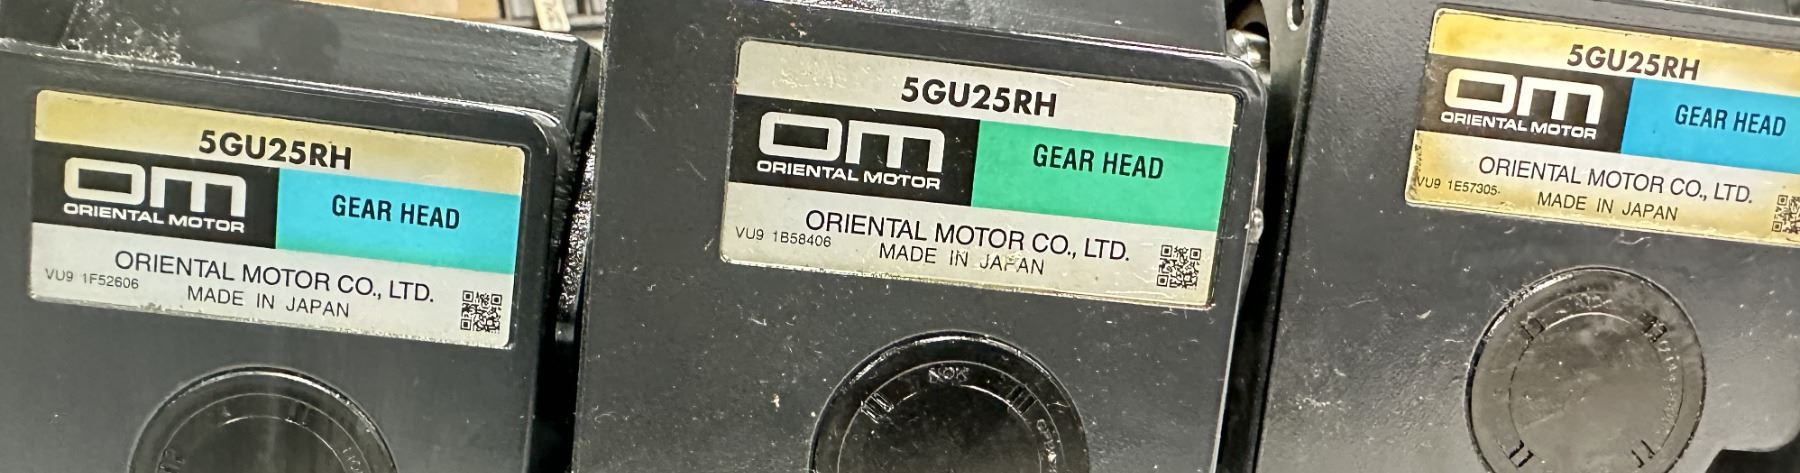 5GU25RH
OM
ORIENTAL MOTOR
GEAR HEAD
ORIENTAL MOTOR CO., LTD.
VU9 1F52606
MADE IN JAPAN
5GU25RH
OM
ORIENTAL MOTOR
GEAR HEAD
ORIENTAL MOTOR CO., LTD.
VU9 1B58406
MADE IN JAPAN
NOK
5GU25RH
OM
ORIENTAL MOTOR
GEAR HEAD
ORIENTAL MOTOR CO., LTD.
VU9 1E57305
MADE IN JAPAN